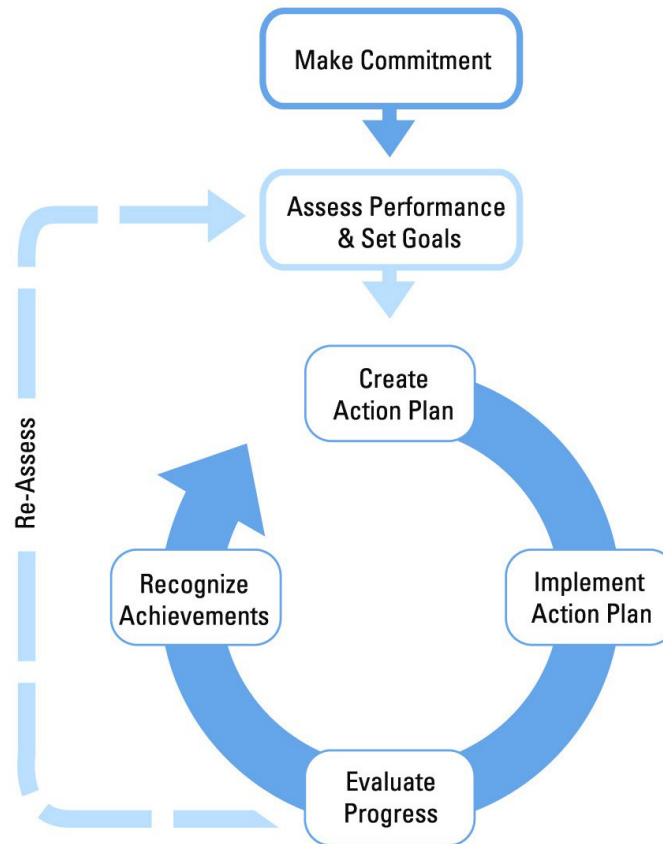 Make Commitment
Assess Performance
& Set Goals
Create
Action Plan
Re-Assess
Recognize
Achievements
Implement
Action Plan
Evaluate
Progress